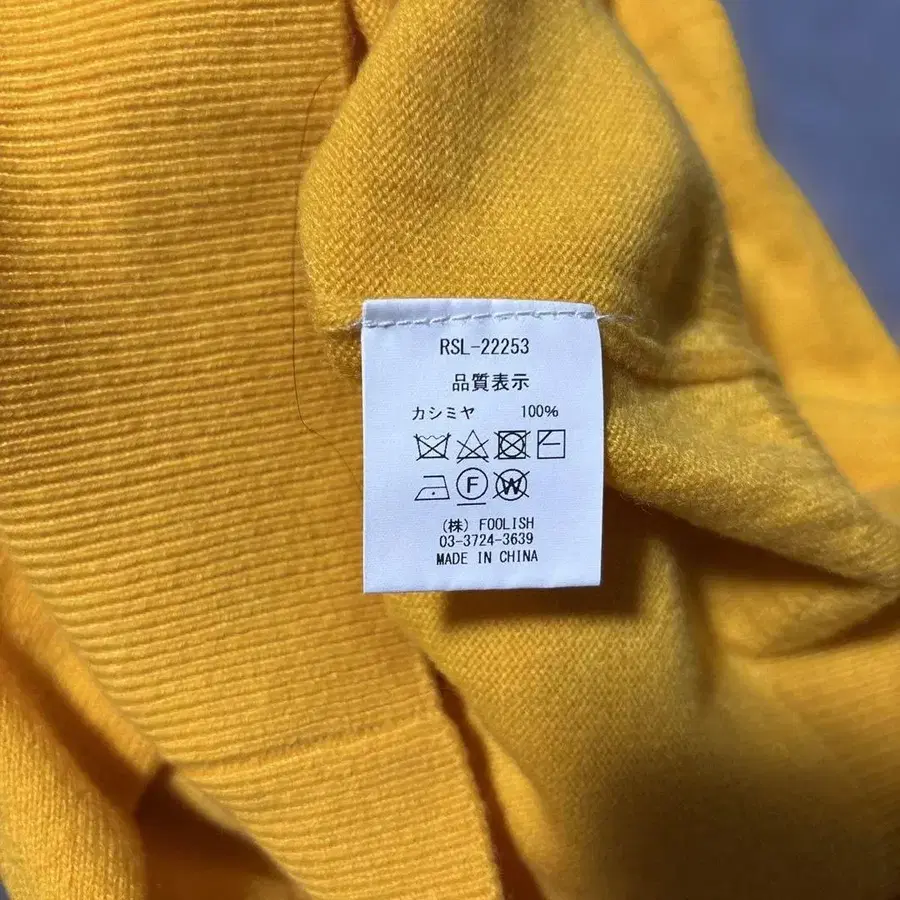 RSL-22253
品質表示
カシミヤ 100%
F W
(株) FOOLISH
03-3724-3639
MADE IN CHINA